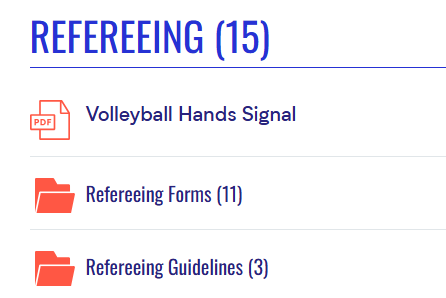 REFEREEING (15)
PDF
Volleyball Hands Signal
Refereeing Forms (11)
Refereeing Guidelines (3)